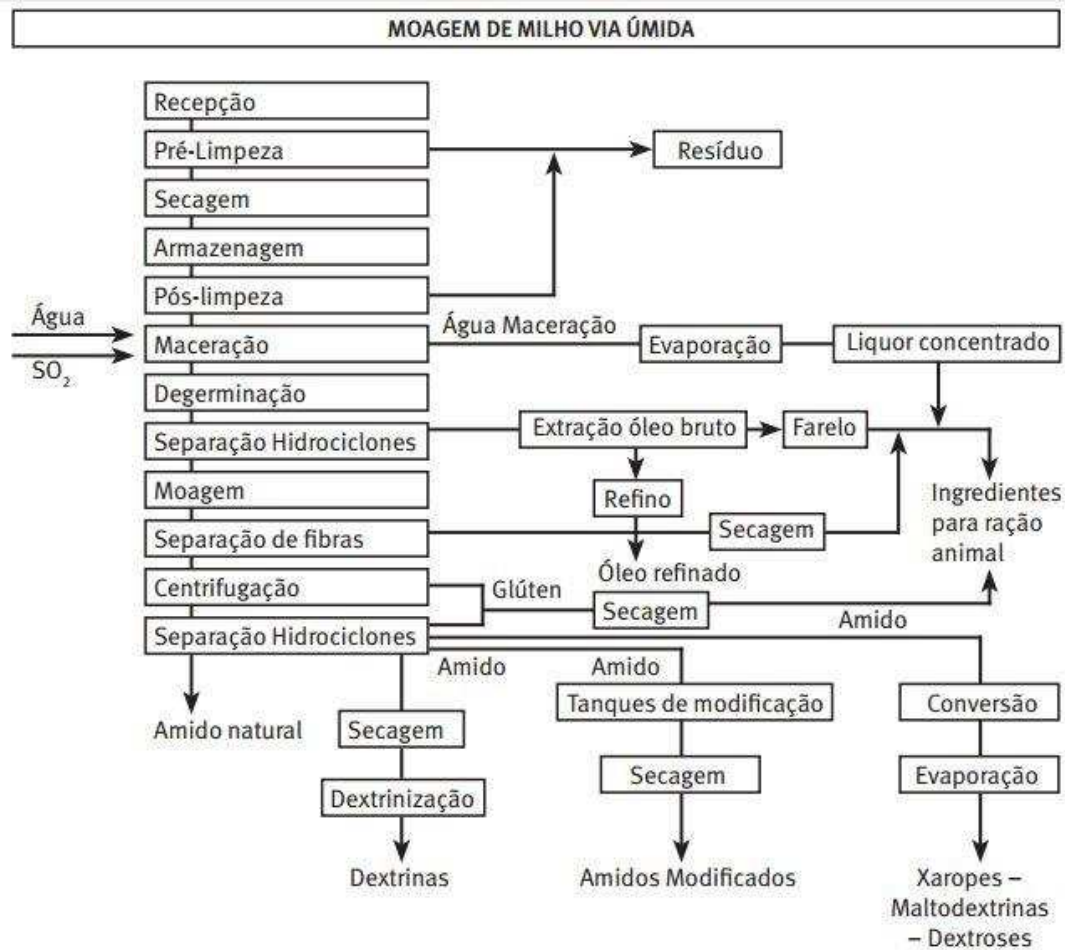 MOAGEM DE MILHO VIA ÚMIDA
Recepção
Pré-Limpeza
Resíduo
Secagem
Armazenagem
Pós-limpeza
Água
SO₂
Maceração
Água Maceração
Evaporação
Liquor concentrado
Degerminação
Separação Hidrociclones
Extração óleo bruto
Farelo
Moagem
Refino
Ingredientes
para ração
animal
Separação de fibras
Secagem
Óleo refinado
Centrifugação
Glúten
Secagem
Amido
Separação Hidrociclones
Amido
Amido
Amido natural
Secagem
Tanques de modificação
Conversão
Dextrinização
Secagem
Evaporação
Dextrinas
Amidos Modificados
Xaropes –
Maltodextrinas
– Dextroses